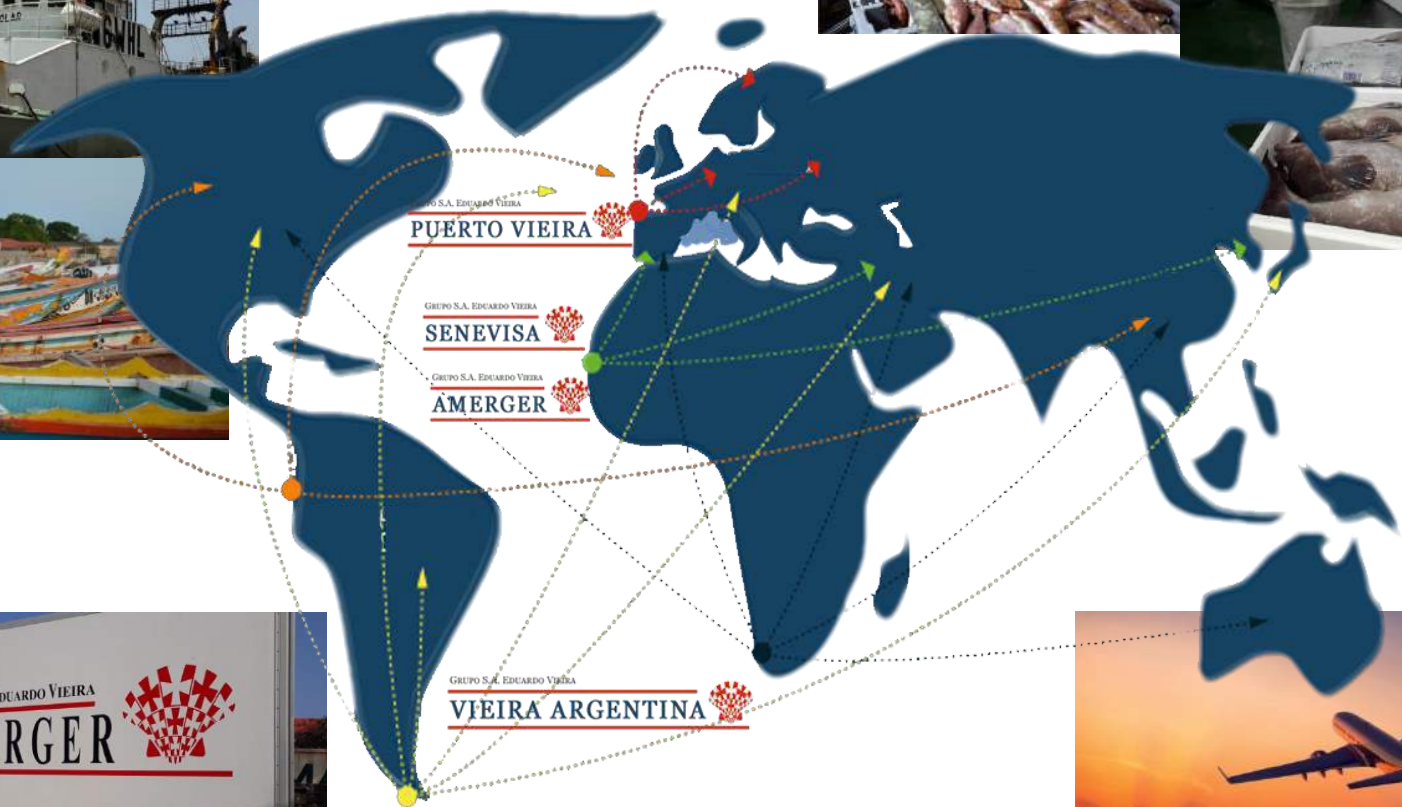 GWHL
GRUPO S.A. EDUARDO VIEIRA
PUERTO VIEIRA
GRUPO S.A. EDUARDO VIEIRA
SENEVISA
GRUPO S.A. EDUARDO VIEIRA
AMERGER
GRUPO S.A. EDUARDO VIEIRA
VIEIRA ARGENTINA
EDUARDO VIEIRA
RGER